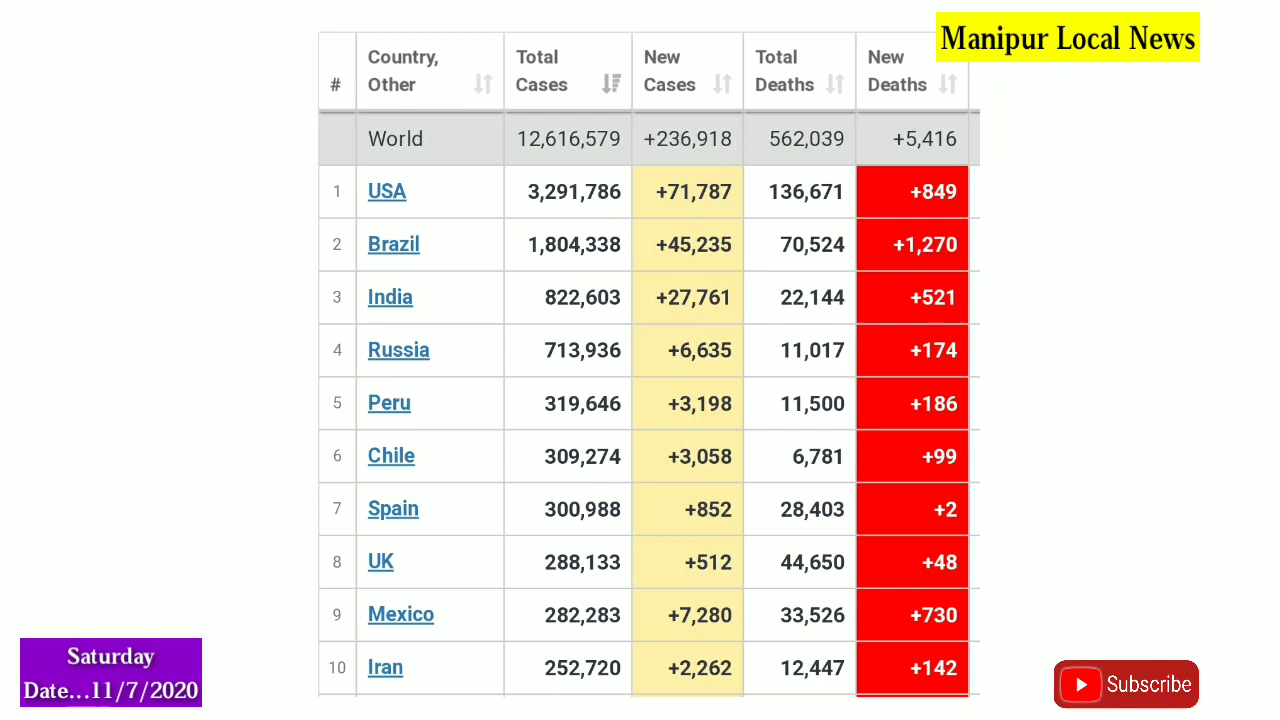 Manipur Local News
# Country, Other Total Cases New Cases Total Deaths New Deaths
World 12,616,579 +236,918 562,039 +5,416
1 USA 3,291,786 +71,787 136,671 +849
2 Brazil 1,804,338 +45,235 70,524 +1,270
3 India 822,603 +27,761 22,144 +521
4 Russia 713,936 +6,635 11,017 +174
5 Peru 319,646 +3,198 11,500 +186
6 Chile 309,274 +3,058 6,781 +99
7 Spain 300,988 +852 28,403 +2
8 UK 288,133 +512 44,650 +48
9 Mexico 282,283 +7,280 33,526 +730
10 Iran 252,720 +2,262 12,447 +142
Saturday
Date...11/7/2020
Subscribe